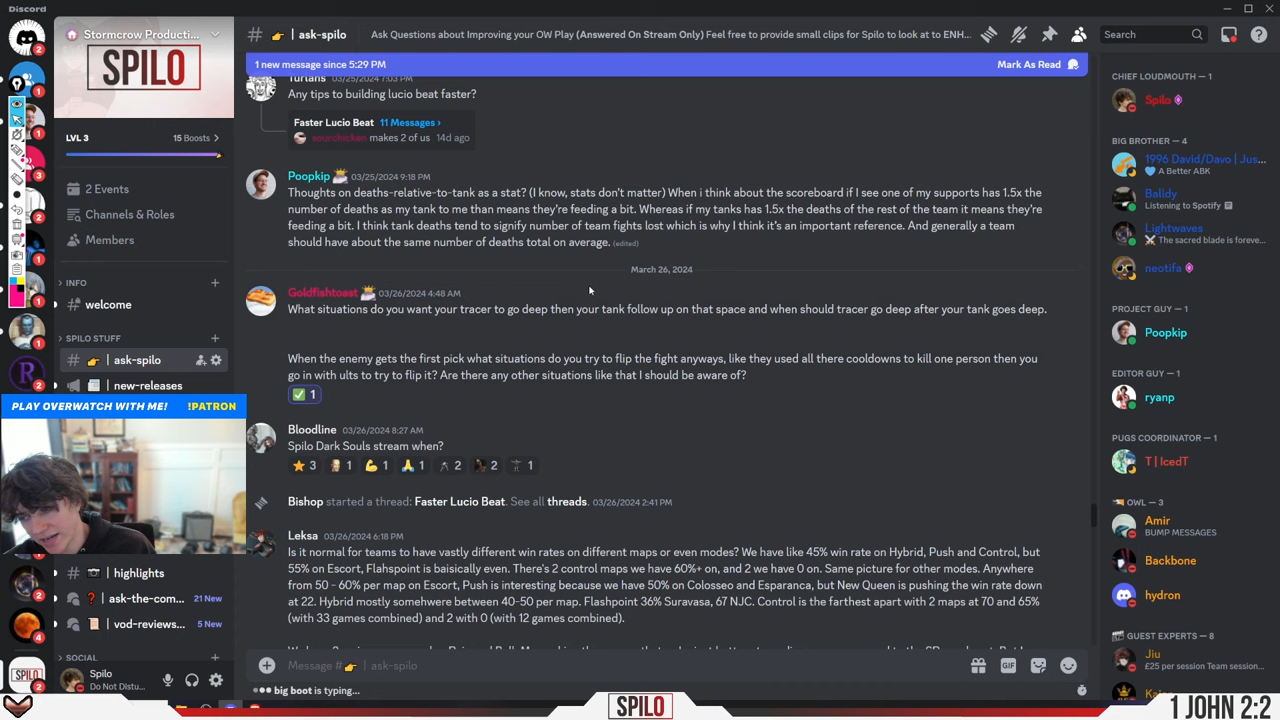 Discord
Stormcrow Producti...
SPILO
LVL 3
15 Boosts
2 Events
Channels & Roles
Members
INFO
welcome
SPILO STUFF
ask-spilo
new-releases
PLAY OVERWATCH WITH ME! !PATRON
highlights
ask-the-com... 21 New
vod-reviews... 5 New
SOCIAL
Spilo
Do Not Distu...
ask-spilo
Ask Questions about Improving your OW Play (Answered On Stream Only) Feel free to provide small clips for Spilo to look at to ENH...
Search
1 new message since 5:29 PM
Mark As Read
Turtans 03/25/2024 7:03 PM
Any tips to building lucio beat faster?
Faster Lucio Beat 11 Messages ›
sourchicken makes 2 of us 14d ago
Poopkip 03/25/2024 9:18 PM
Thoughts on deaths-relative-to-tank as a stat? (I know, stats don't matter) When i think about the scoreboard if I see one of my supports has 1.5x the
number of deaths as my tank to me than means they're feeding a bit. Whereas if my tanks has 1.5x the deaths of the rest of the team it means they're
feeding a bit. I think tank deaths tend to signify number of team fights lost which is why I think it's an important reference. And generally a team
should have about the same number of deaths total on average. (edited)
March 26, 2024
Goldfishtoast 03/26/2024 4:48 AM
What situations do you want your tracer to go deep then your tank follow up on that space and when should tracer go deep after your tank goes deep.
When the enemy gets the first pick what situations do you try to flip the fight anyways, like they used all there cooldowns to kill one person then you
go in with ults to try to flip it? Are there any other situations like that I should be aware of?
1
Bloodline 03/26/2024 8:27 AM
Spilo Dark Souls stream when?
3 1 1 1 2 2 1
Bishop started a thread: Faster Lucio Beat. See all threads. 03/26/2024 2:41 PM
Leksa 03/26/2024 6:18 PM
Is it normal for teams to have vastly different win rates on different maps or even modes? We have like 45% win rate on Hybrid, Push and Control, but
55% on Escort, Flahspoint is baisically even. There's 2 control maps we have 60%+ on, and 2 we have 0 on. Same picture for other modes. Anywhere
from 50 - 60% per map on Escort, Push is interesting because we have 50% on Colosseo and Esparanca, but New Queen is pushing the win rate down
at 22. Hybrid mostly somehwere between 40-50 per map. Flashpoint 36% Suravasa, 67 NJC. Control is the farthest apart with 2 maps at 70 and 65%
(with 33 games combined) and 2 with 0 (with 12 games combined).
Message # ask-spilo
GIF
big boot is typing...
CHIEF LOUDMOUTH — 1
Spilo
BIG BROTHER — 4
1996 David/Davo | Jus...
A Better ABK
Balldy
Listening to Spotify
Lightwaves
The sacred blade is foreve...
neotifa
PROJECT GUY — 1
Poopkip
EDITOR GUY — 1
ryanp
PUGS COORDINATOR — 1
T | IcedT
OWL — 3
Amir
BUMP MESSAGES
Backbone
hydron
GUEST EXPERTS — 8
Jiu
£25 per session Team session...
SPILO
1 JOHN 2:2